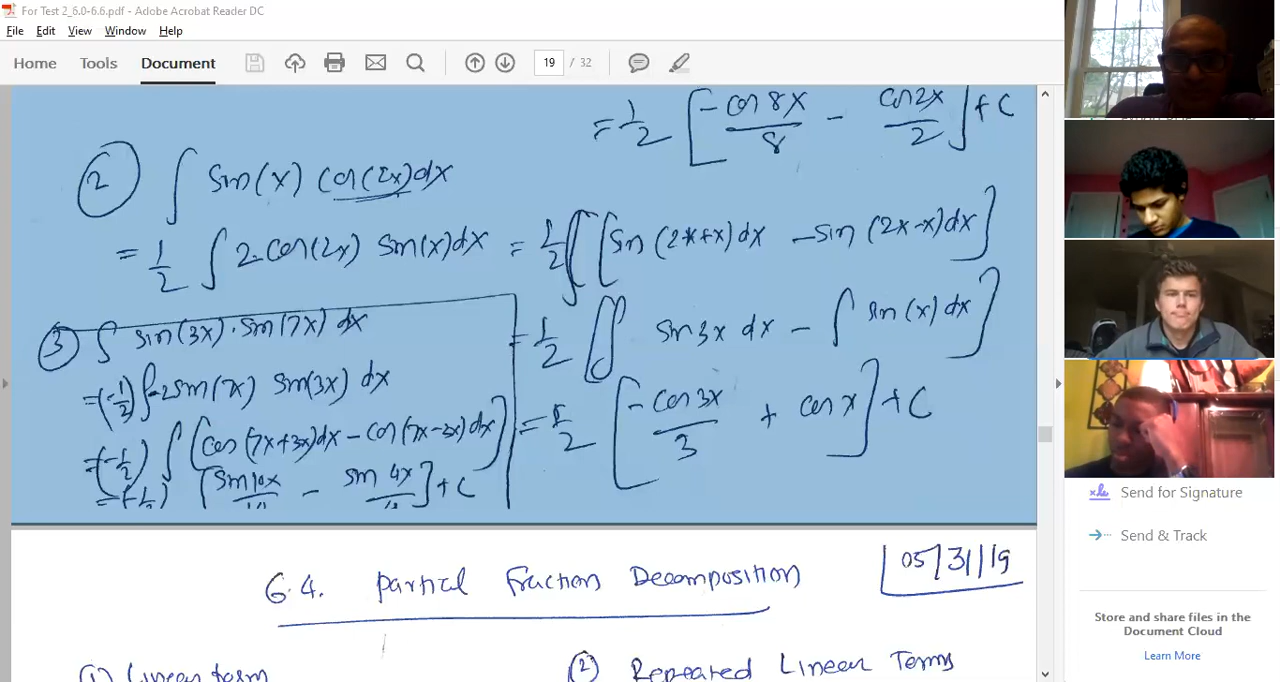 For Test 2_6.0-6.6.pdf - Adobe Acrobat Reader DC
File Edit View Window Help
Home Tools Document 19 / 32
= 1/2 [ -cos 8x / 8 - cos 2x / 2 ] + C
② ∫ sin(x) cos(2x) dx
= 1/2 ∫ 2 cos(2x) sin(x) dx = 1/2 ∫ [ sin (2x+x) dx - sin (2x-x) dx ]
= 1/2 [ ∫ sin 3x dx - ∫ sin (x) dx ]
= 1/2 [ -cos 3x / 3 + cos x ] + C
③ ∫ sin(3x) · sin(7x) dx
= (-1/2) ∫ -2 sin(7x) sin(3x) dx
= (-1/2) ∫ [ cos (7x+3x) dx - cos (7x-3x) dx ]
= (-1/2) [ sin 10x / 10 - sin 4x / 4 ] + C
6.4. Partial Fraction Decomposition
05/31/19
① Linear term
② Repeated Linear Terms
Send for Signature
Send & Track
Store and share files in the
Document Cloud
Learn More